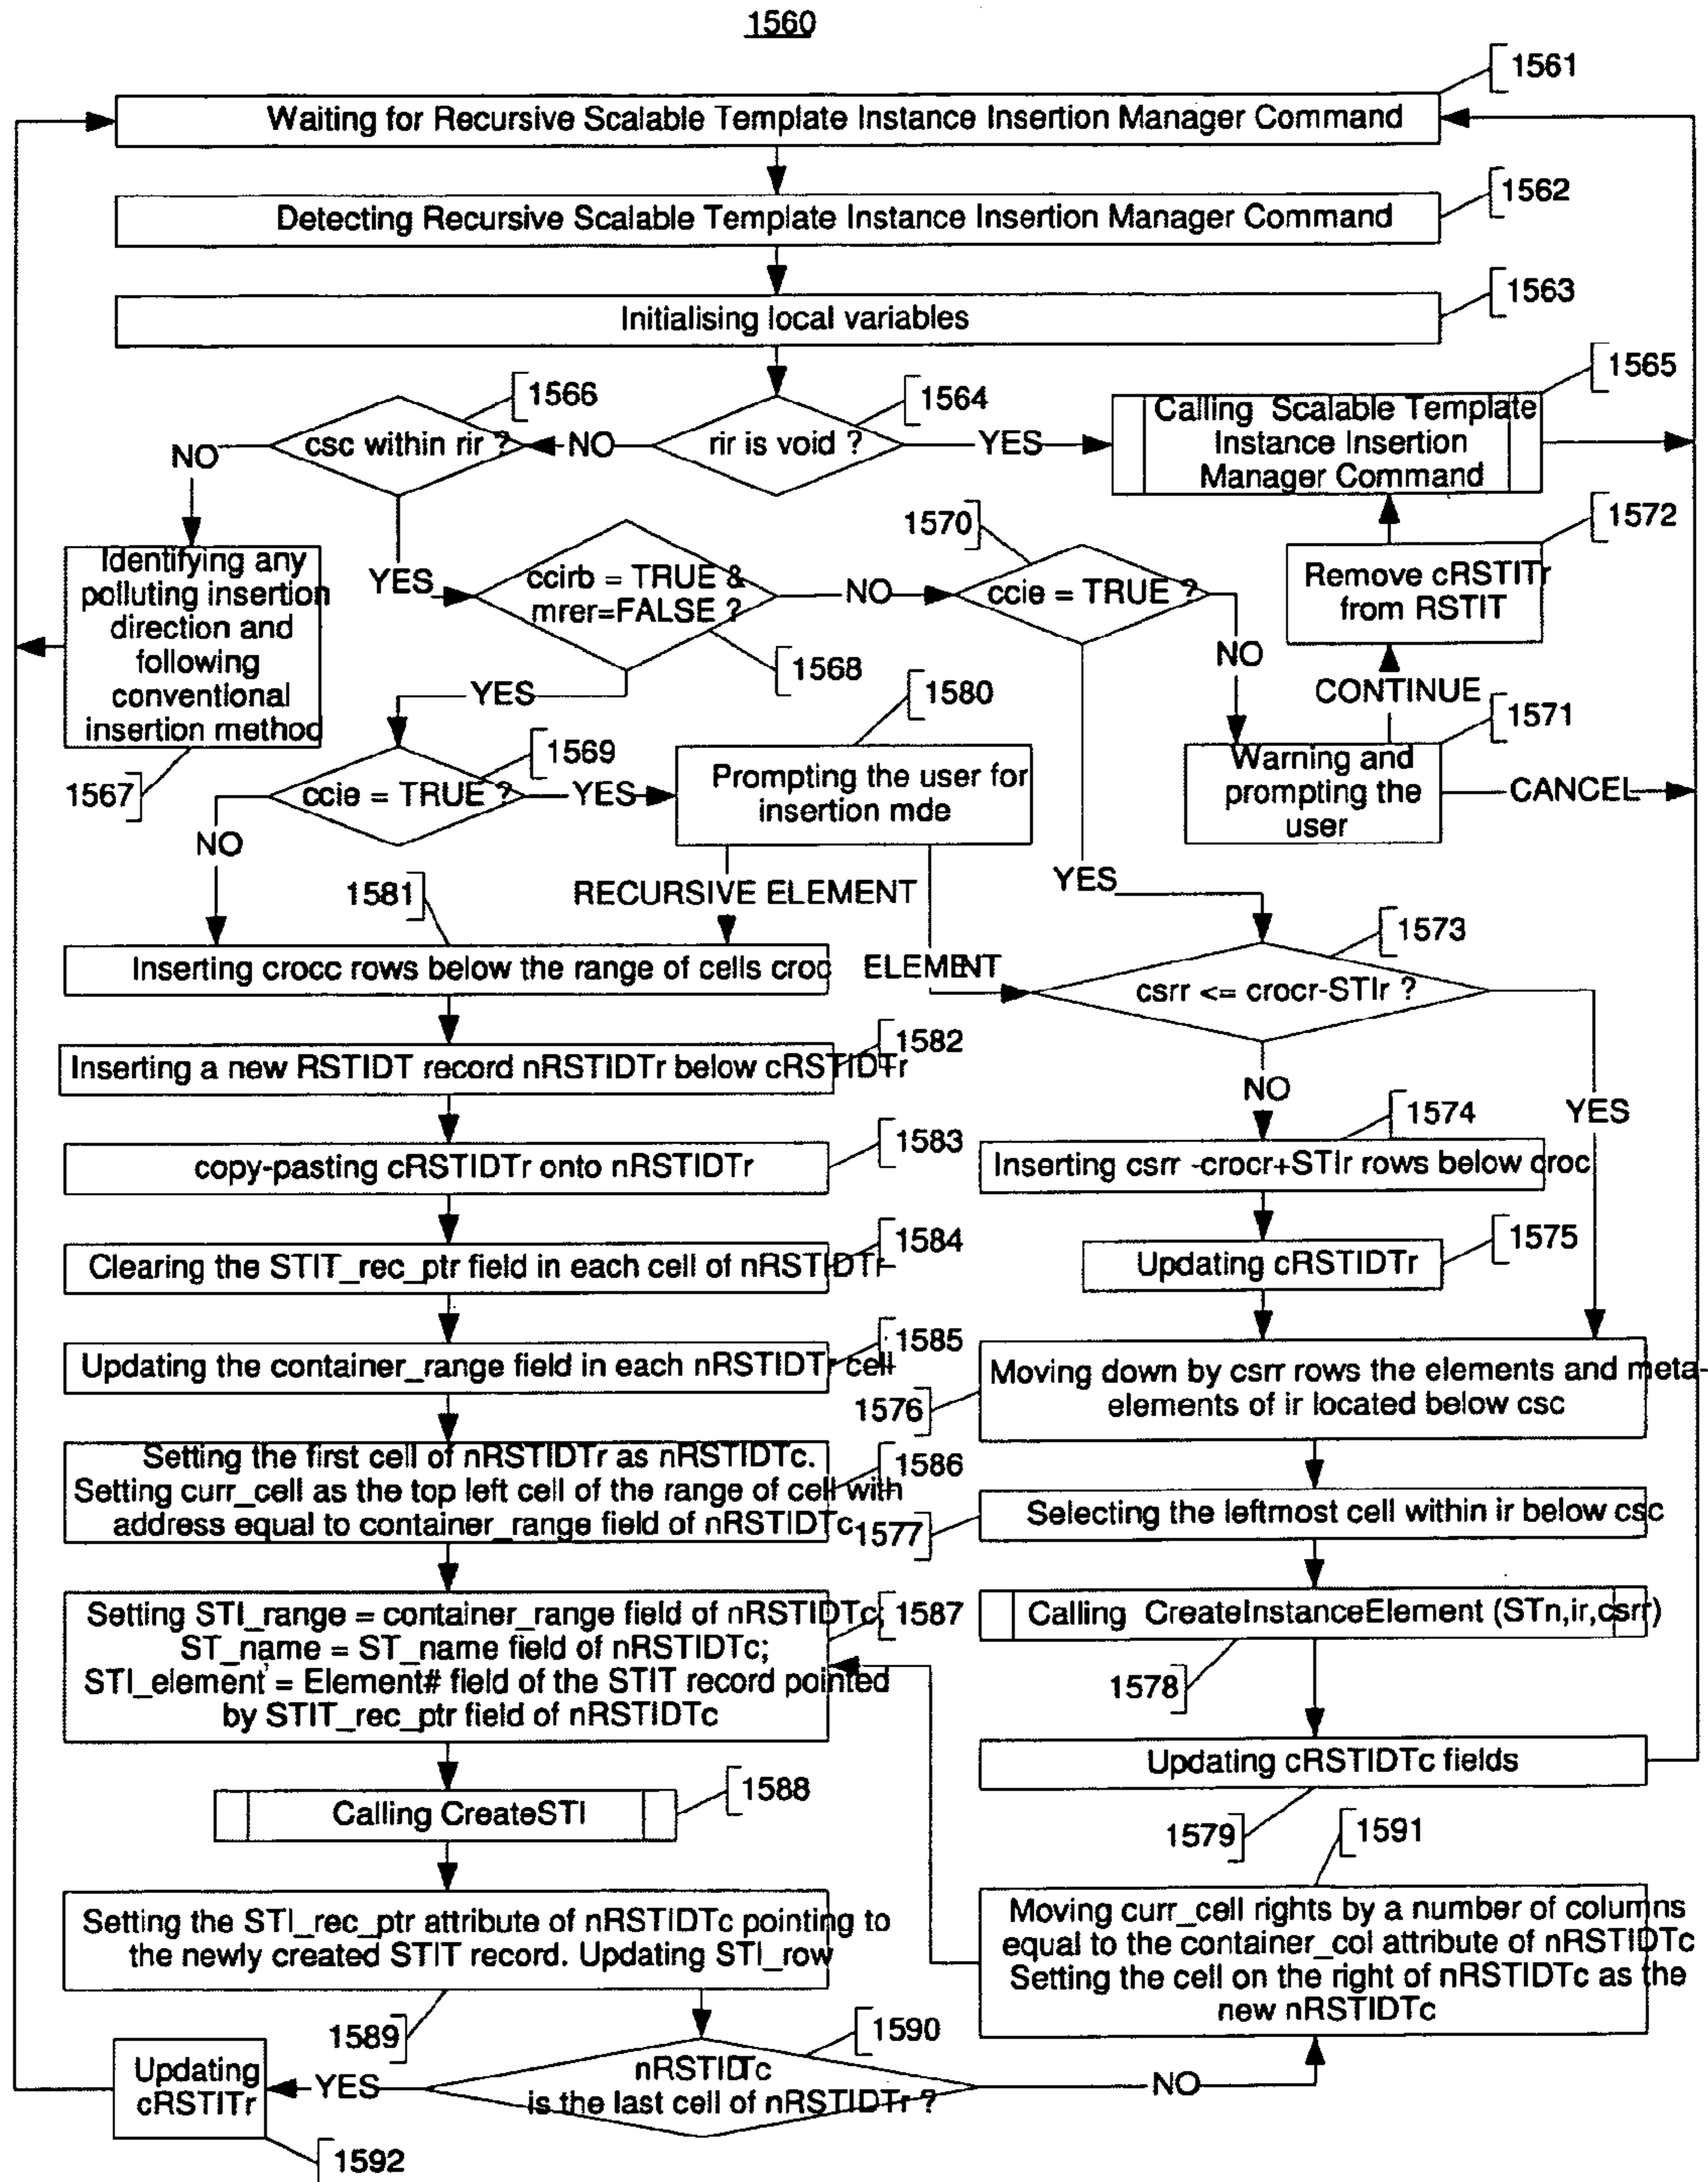 1560
1561
Waiting for Recursive Scalable Template Instance Insertion Manager Command
1562
Detecting Recursive Scalable Template Instance Insertion Manager Command
1563
Initialising local variables
1565
1566
1564
Calling Scalable Template
Instance Insertion
Manager Command
csc within rir ?
NO
rir is void ?
YES
NO
1570
1572
Identifying any
polluting insertion
direction and
following
conventional
insertion method
YES
ccirb = TRUE &
mrer=FALSE ?
NO
ccie = TRUE ?
Remove cRSTITr
from RSTIT
NO
1568
YES
1580
CONTINUE
1571
1567
1569
ccie = TRUE ?
YES
Prompting the user for
insertion mde
Warning and
prompting the
user
CANCEL
NO
1581
RECURSIVE ELEMENT
YES
1573
Inserting crocc rows below the range of cells croc
ELEMENT
csrr <= crocr-STIr ?
1582
Inserting a new RSTIDT record nRSTIDTr below cRSTIDTr
NO
1574
YES
1583
copy-pasting cRSTIDTr onto nRSTIDTr
Inserting csrr -crocr+STIr rows below croc
1584
Clearing the STIT_rec_ptr field in each cell of nRSTIDTr
1575
Updating cRSTIDTr
1585
Updating the container_range field in each nRSTIDTr cell
Moving down by csrr rows the elements and meta-
elements of ir located below csc
1576
Setting the first cell of nRSTIDTr as nRSTIDTc.
Setting curr_cell as the top left cell of the range of cell with
address equal to container_range field of nRSTIDTc
1586
1577
Selecting the leftmost cell within ir below csc
Setting STI_range = container_range field of nRSTIDTc;
ST_name = ST_name field of nRSTIDTc;
STI_element = Element# field of the STIT record pointed
by STIT_rec_ptr field of nRSTIDTc
1587
Calling CreateInstanceElement (STn,ir,csrr)
1578
Updating cRSTIDTc fields
1588
Calling CreateSTI
1579
1591
Setting the STI_rec_ptr attribute of nRSTIDTc pointing to
the newly created STIT record. Updating STI_row
Moving curr_cell rights by a number of columns
equal to the container_col attribute of nRSTIDTc
Setting the cell on the right of nRSTIDTc as the
new nRSTIDTc
1589
1590
Updating
cRSTITr
YES
nRSTIDTc
is the last cell of nRSTIDTr ?
NO
1592